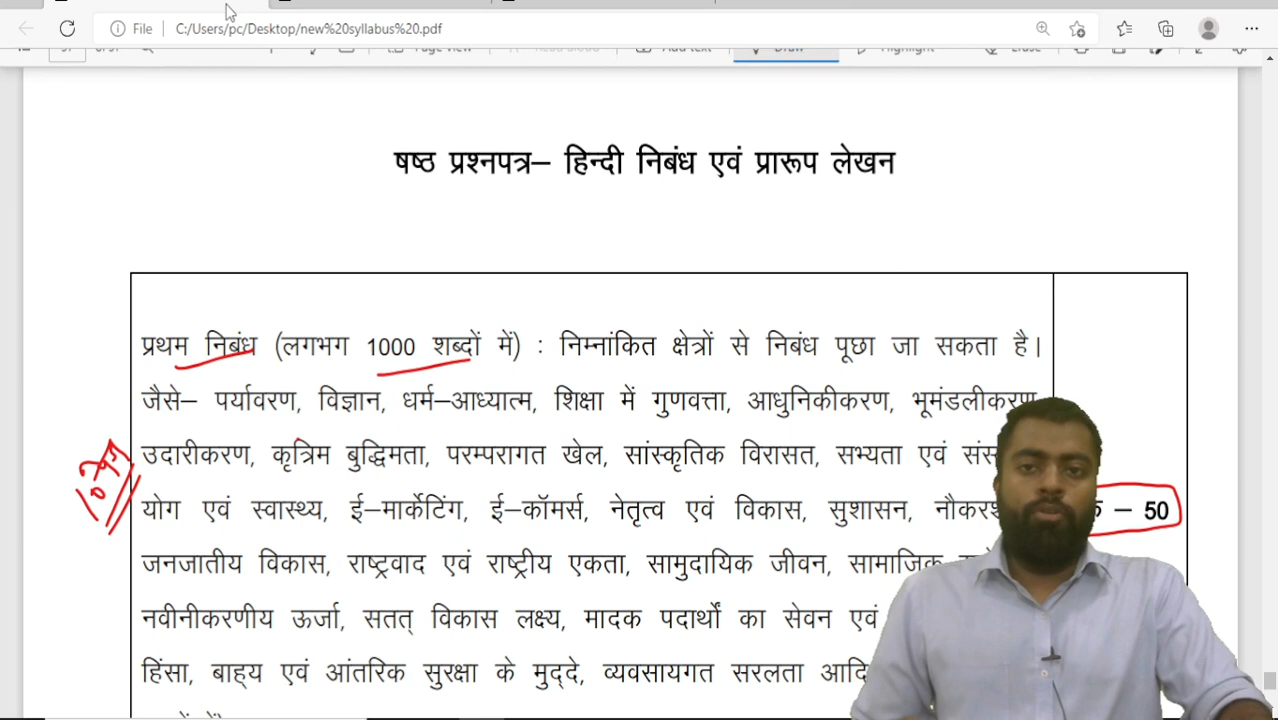 File C:/Users/pc/Desktop/new%20syllabus%20.pdf
षष्ठ प्रश्नपत्र– हिन्दी निबंध एवं प्रारूप लेखन
प्रथम निबंध (लगभग 1000 शब्दों में) : निम्नांकित क्षेत्रों से निबंध पूछा जा सकता है।
जैसे– पर्यावरण, विज्ञान, धर्म–आध्यात्म, शिक्षा में गुणवत्ता, आधुनिकीकरण, भूमंडलीकरण,
उदारीकरण, कृत्रिम बुद्धिमता, परम्परागत खेल, सांस्कृतिक विरासत, सभ्यता एवं
योग एवं स्वास्थ्य, ई–मार्केटिंग, ई–कॉमर्स, नेतृत्व एवं विकास, सुशासन, – 50
जनजातीय विकास, राष्ट्रवाद एवं राष्ट्रीय एकता, सामुदायिक जीवन, सामाजिक
नवीनीकरणीय ऊर्जा, सतत् विकास लक्ष्य, मादक पदार्थों का सेवन एवं
हिंसा, बाह्य एवं आंतरिक सुरक्षा के मुद्दे, व्यवसायगत सरलता आदि